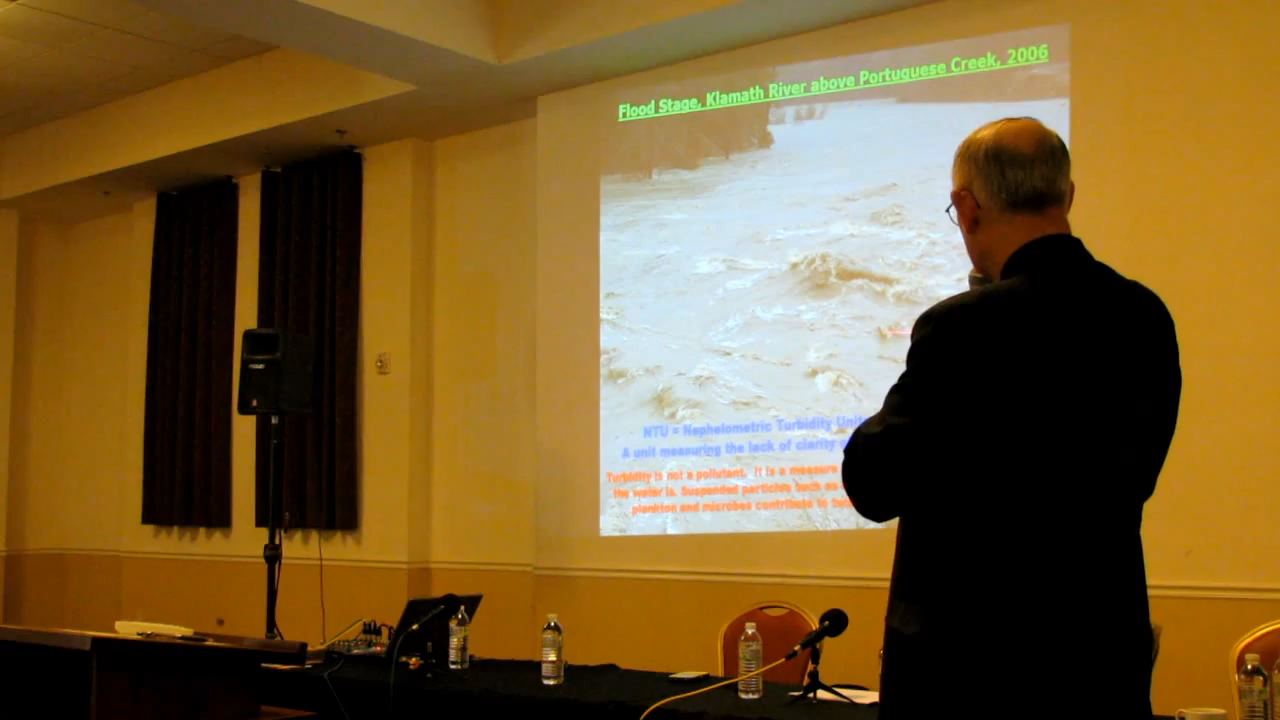 Flood Stage, Klamath River above Portuguese Creek, 2006
NTU = Nephelometric Turbidity Units
A unit measuring the lack of clarity
Turbidity is not a pollutant. It is a measure
the water is. Suspended particles such as
plankton and microbes contribute to